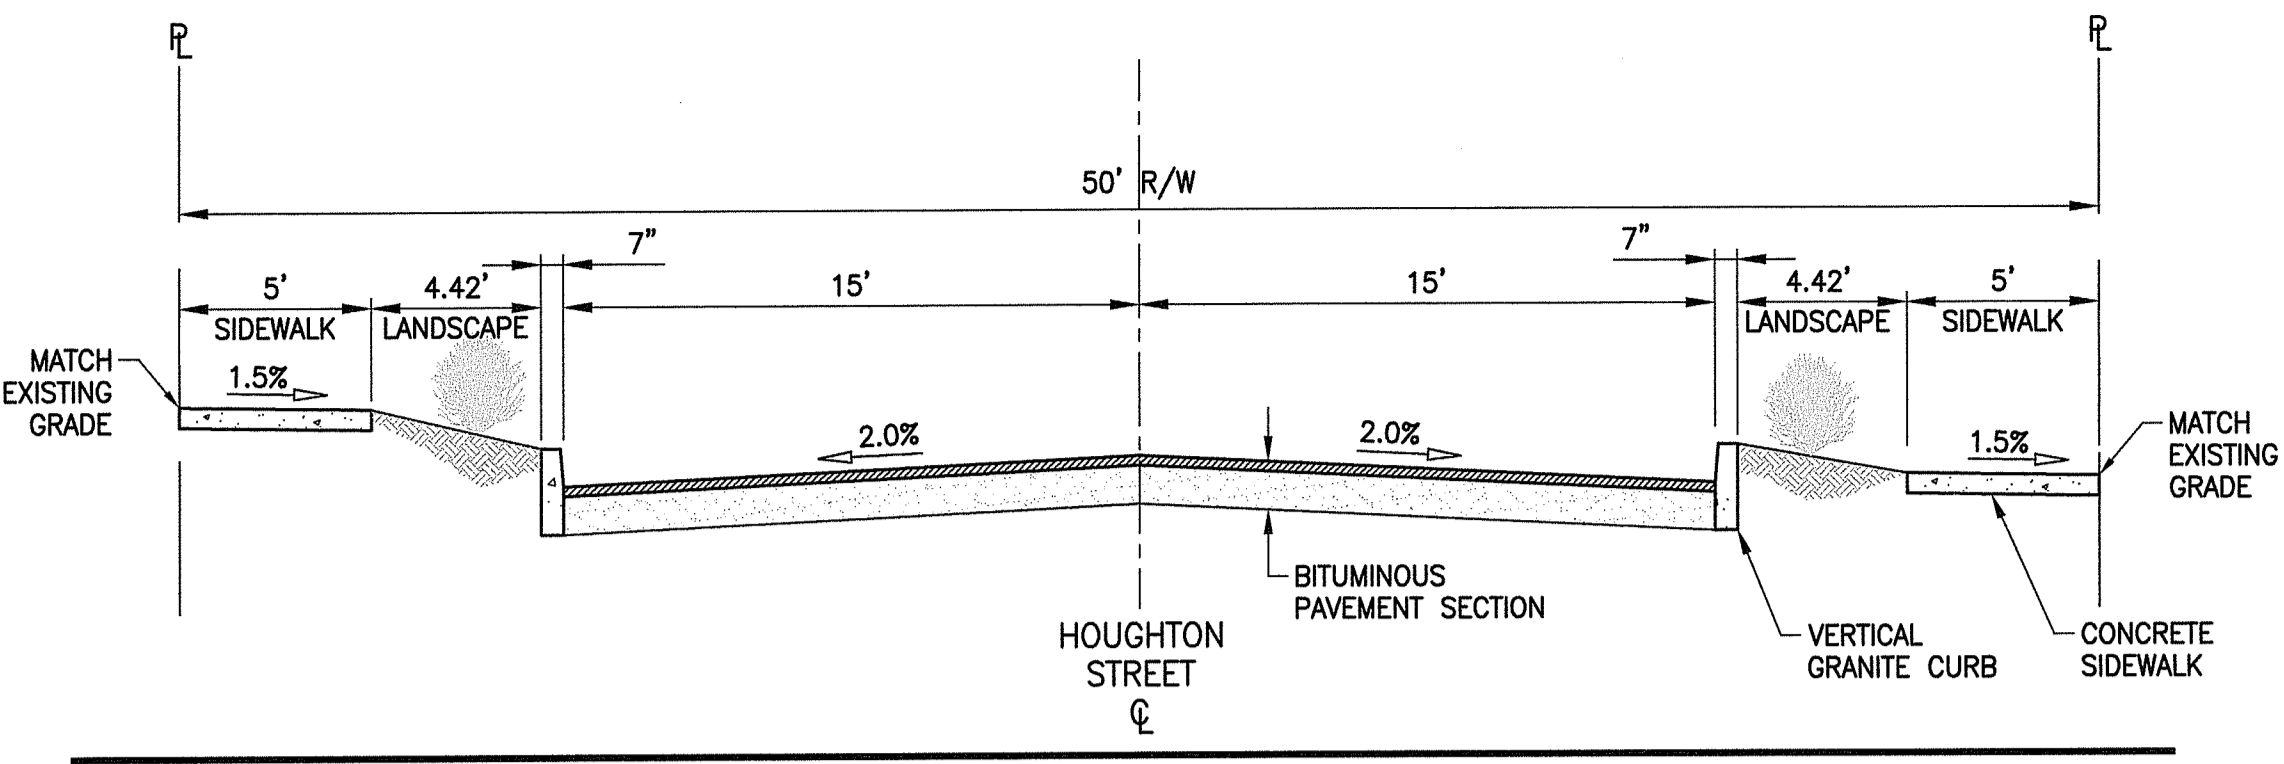 PL
PL
50' R/W
7"
7"
5'
4.42'
15'
15'
4.42'
5'
SIDEWALK
LANDSCAPE
LANDSCAPE
SIDEWALK
MATCH
EXISTING
GRADE
1.5%
2.0%
2.0%
1.5%
MATCH
EXISTING
GRADE
BITUMINOUS
PAVEMENT SECTION
HOUGHTON
STREET
CL
VERTICAL
GRANITE CURB
CONCRETE
SIDEWALK